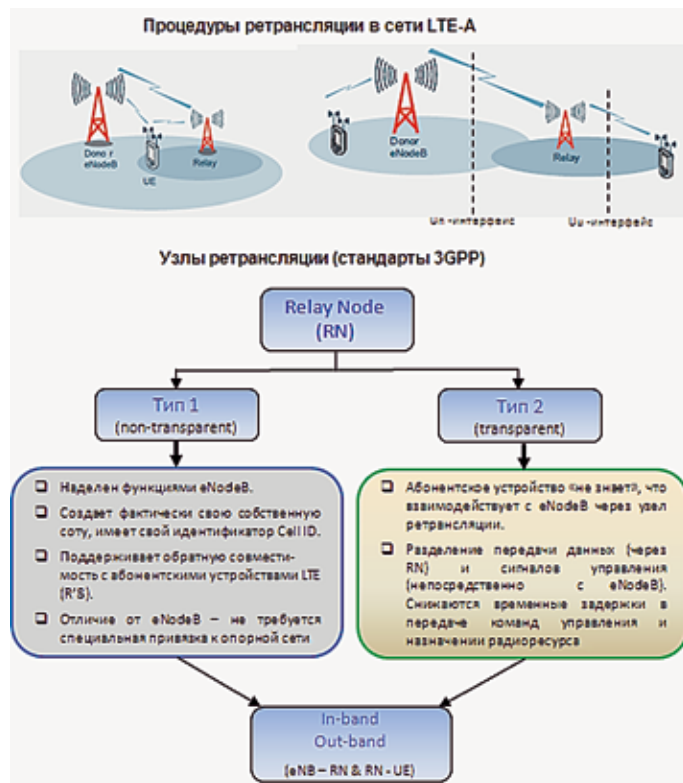 Процедуры ретрансляции в сети LTE-A
Donor
eNodeB
UE
Relay
Donor
eNodeB
Relay
Un -интерфейс
Uu -интерфейс
Узлы ретрансляции (стандарты 3GPP)
Relay Node
(RN)
Тип 1
(non-transparent)
Тип 2
(transparent)
Наделен функциями eNodeB.
Создает фактически свою собственную
соту, имеет свой идентификатор Cell ID.
Поддерживает обратную совмести-
мость с абонентскими устройствами LTE
(R'8).
Отличие от eNodeB – не требуется
специальная привязка к опорной сети
Абонентское устройство «не знает», что
взаимодействует с eNodeB через узел
ретрансляции.
Разделение передачи данных (через
RN) и сигналов управления
(непосредственно с eNodeB).
Снижаются временные задержки в
передаче команд управления и
назначении радиоресурса
In-band
Out-band
(eNB – RN & RN - UE)